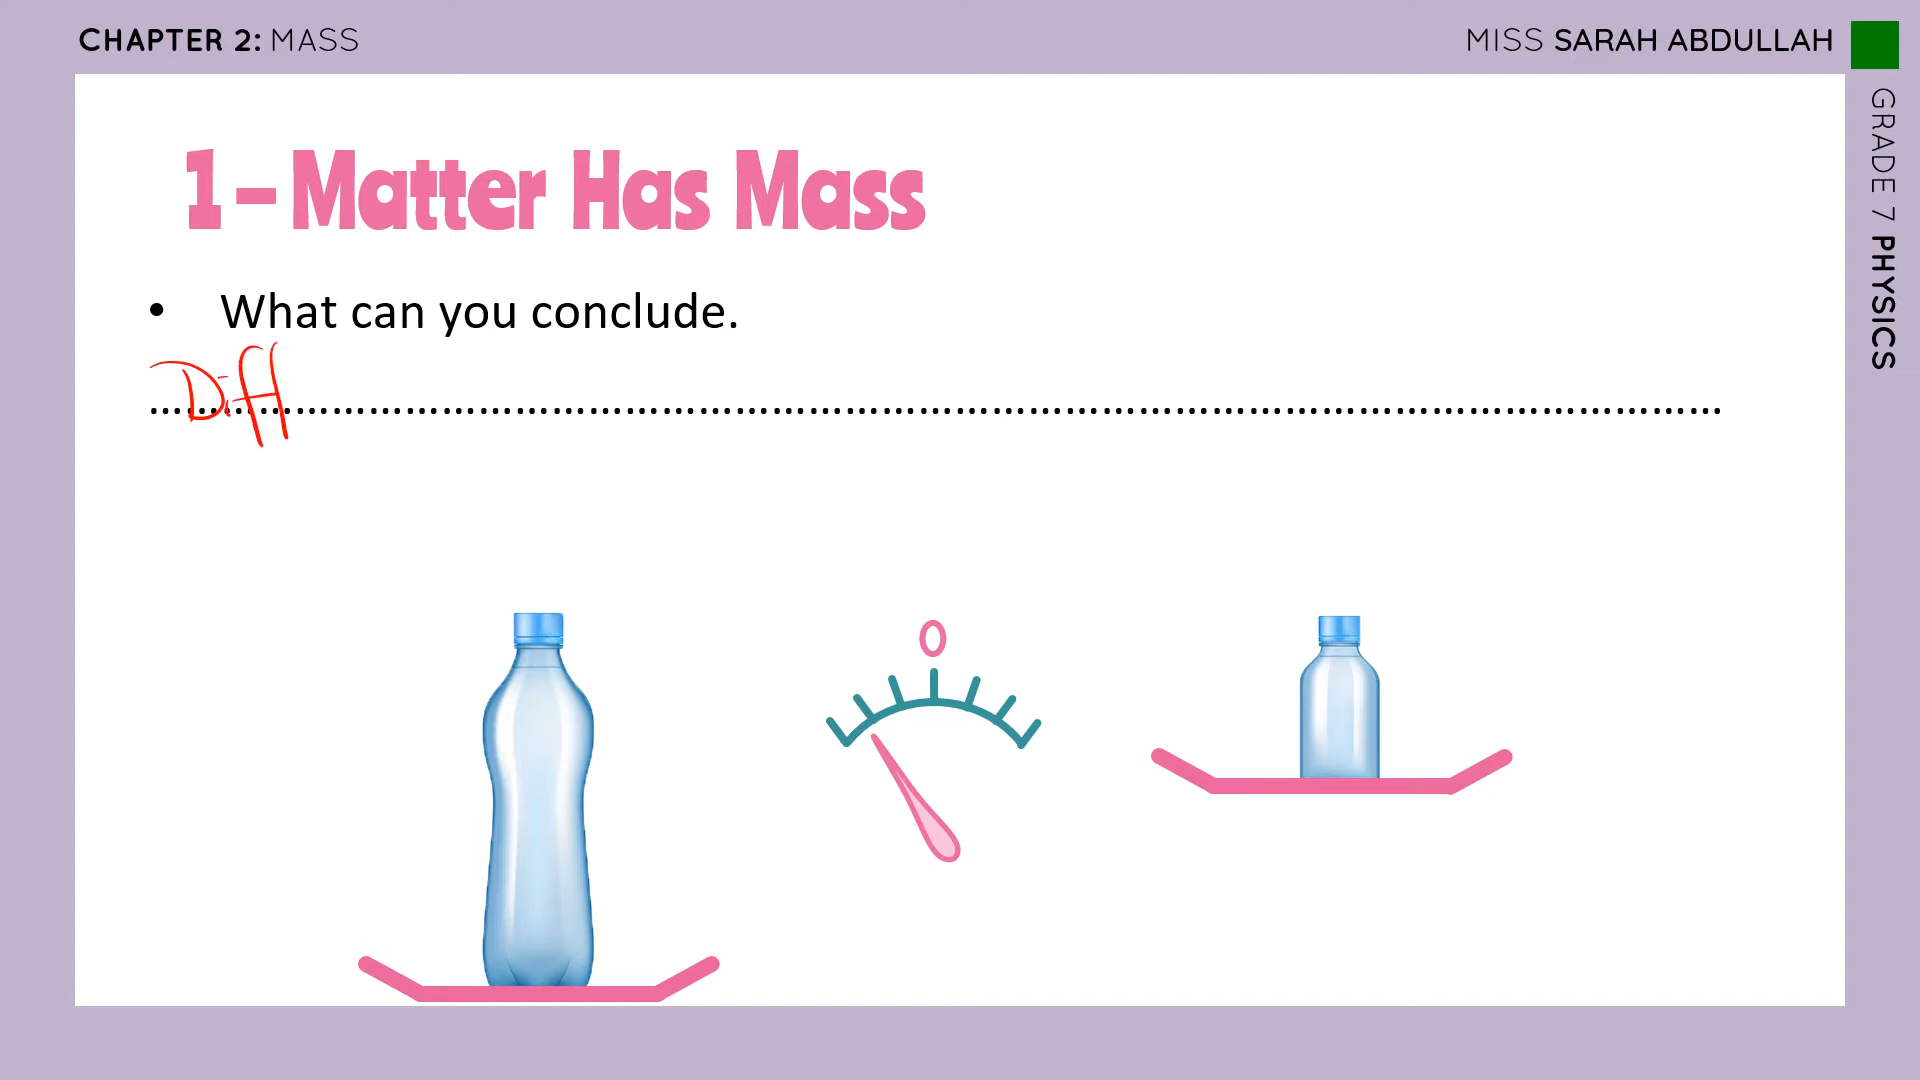 CHAPTER 2: MASS
MISS SARAH ABDULLAH
GRADE 7 PHYSICS
1-Matter Has Mass
• What can you conclude.
Diff
0